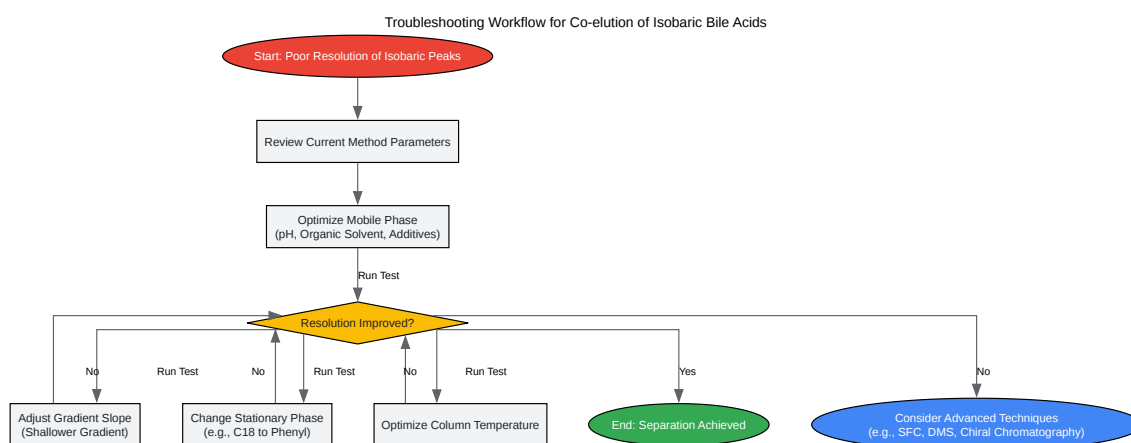 Troubleshooting Workflow for Co-elution of Isobaric Bile Acids
Start: Poor Resolution of Isobaric Peaks
Review Current Method Parameters
Optimize Mobile Phase
(pH, Organic Solvent, Additives)
Run Test
Resolution Improved?
No
Run Test
No
Run Test
No
Run Test
Yes
No
Adjust Gradient Slope
(Shallower Gradient)
Change Stationary Phase
(e.g., C18 to Phenyl)
Optimize Column Temperature
End: Separation Achieved
Consider Advanced Techniques
(e.g., SFC, DMS, Chiral Chromatography)